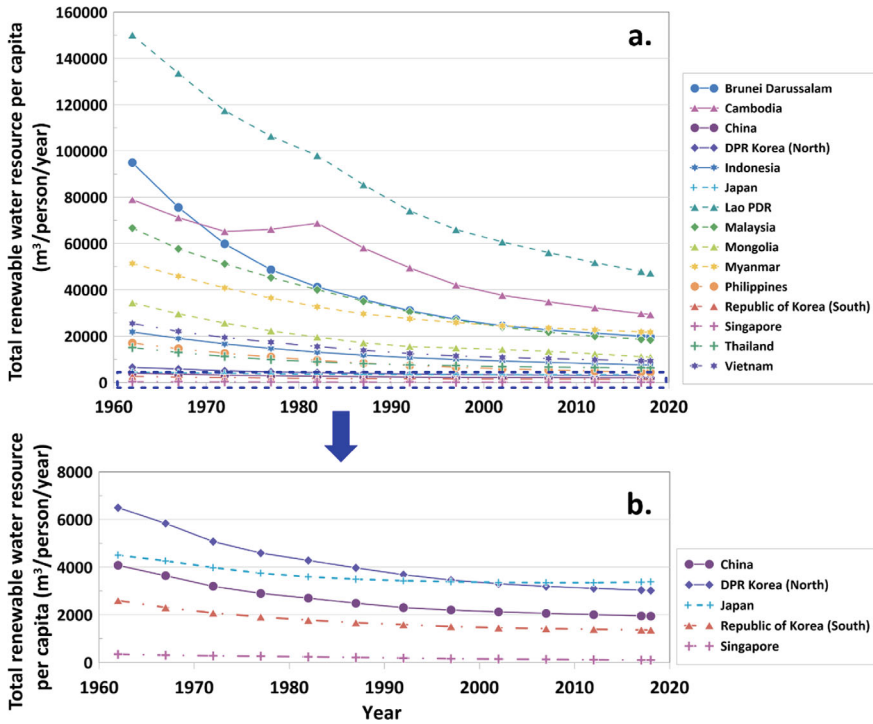 Total renewable water resource per capita
(m³/person/year)
a.
160000
140000
120000
100000
80000
60000
40000
20000
0
1960 1970 1980 1990 2000 2010 2020
Brunei Darussalam
Cambodia
China
DPR Korea (North)
Indonesia
Japan
Lao PDR
Malaysia
Mongolia
Myanmar
Philippines
Republic of Korea (South)
Singapore
Thailand
Vietnam
Total renewable water resource
per capita (m³/person/year)
b.
8000
6000
4000
2000
0
1960 1970 1980 1990 2000 2010 2020
Year
China
DPR Korea (North)
Japan
Republic of Korea (South)
Singapore